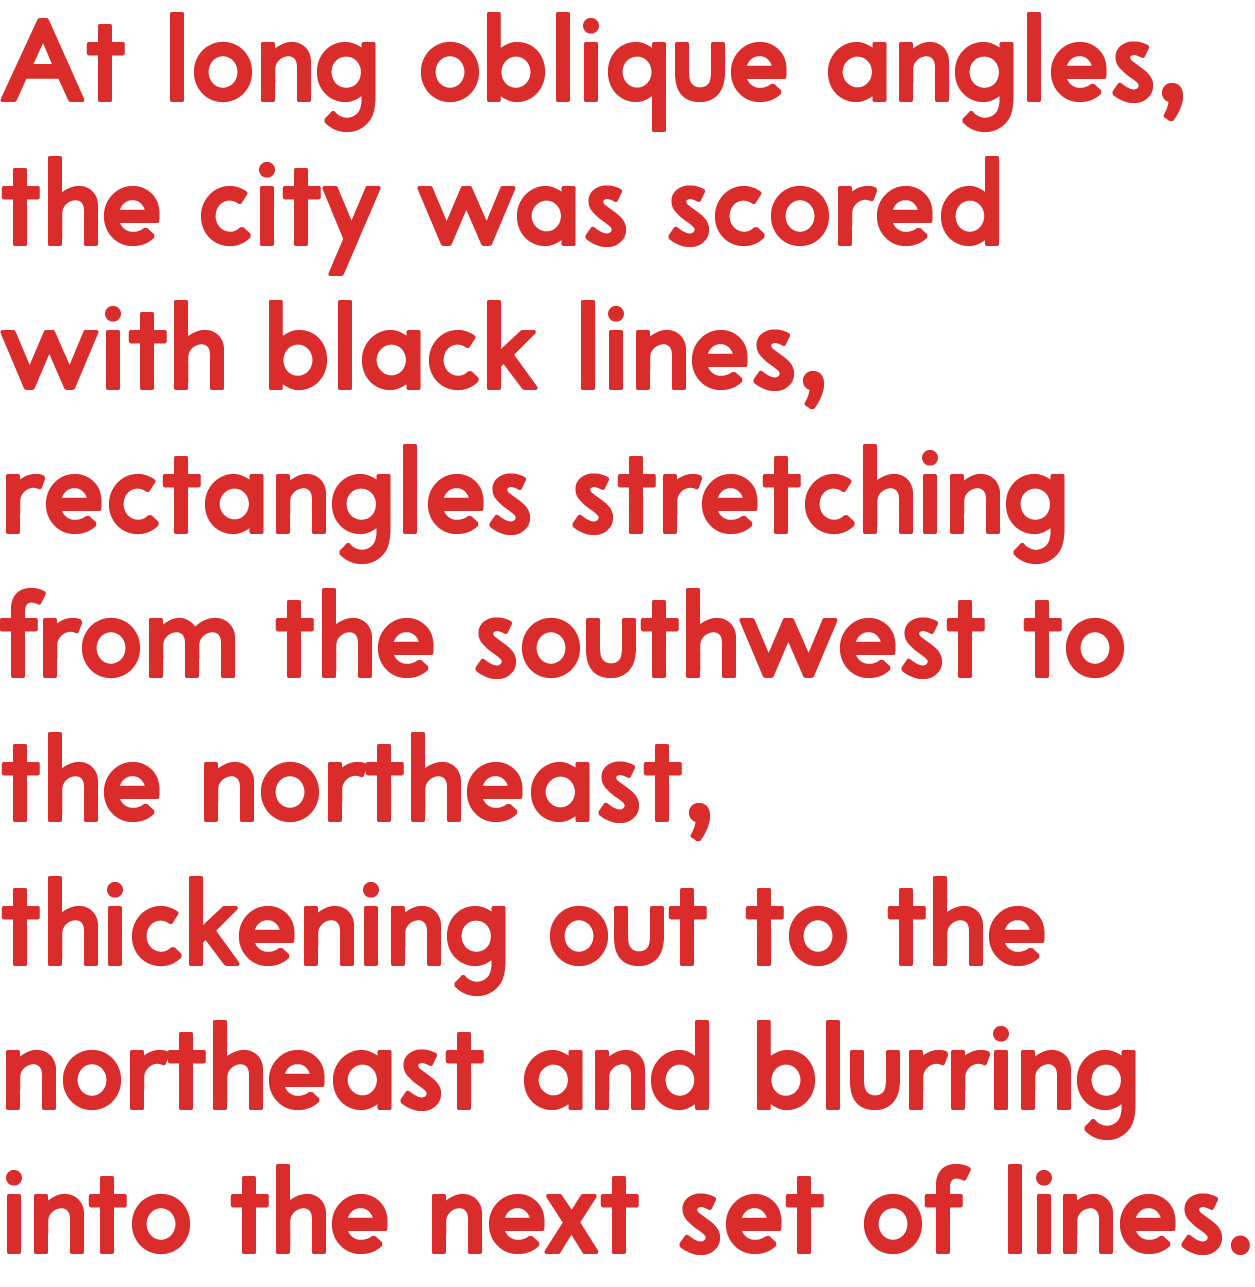 At long oblique angles,
the city was scored
with black lines,
rectangles stretching
from the southwest to
the northeast,
thickening out to the
northeast and blurring
into the next set of lines.